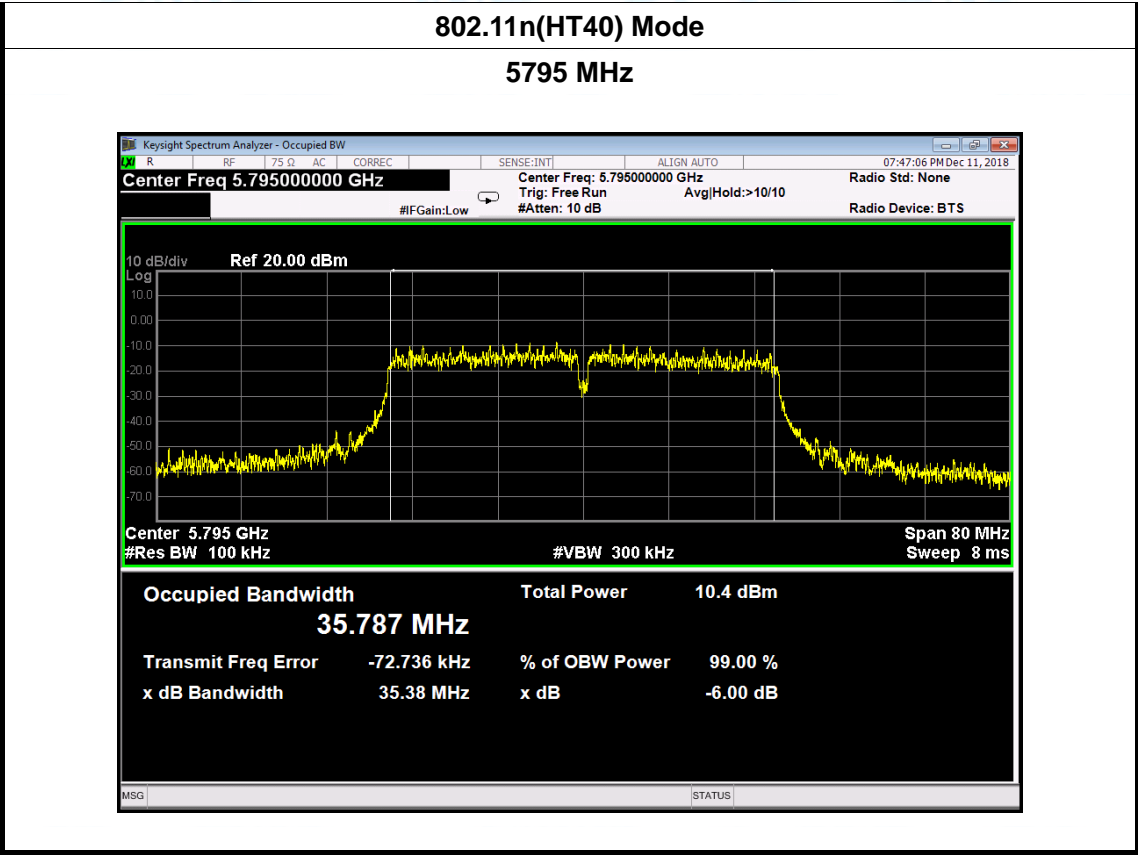 802.11n(HT40) Mode
5795 MHz
Keysight Spectrum Analyzer - Occupied BW
LXI R RF 75 Ω AC CORREC SENSE:INT ALIGN AUTO 07:47:06 PM Dec 11, 2018
Center Freq 5.795000000 GHz Center Freq: 5.795000000 GHz Radio Std: None
Trig: Free Run Avg|Hold:>10/10
#IFGain:Low #Atten: 10 dB Radio Device: BTS
10 dB/div Ref 20.00 dBm
Log
10.0
0.00
-10.0
-20.0
-30.0
-40.0
-50.0
-60.0
-70.0
Center 5.795 GHz Span 80 MHz
#Res BW 100 kHz #VBW 300 kHz Sweep 8 ms
Occupied Bandwidth Total Power 10.4 dBm
35.787 MHz
Transmit Freq Error -72.736 kHz % of OBW Power 99.00 %
x dB Bandwidth 35.38 MHz x dB -6.00 dB
MSG STATUS